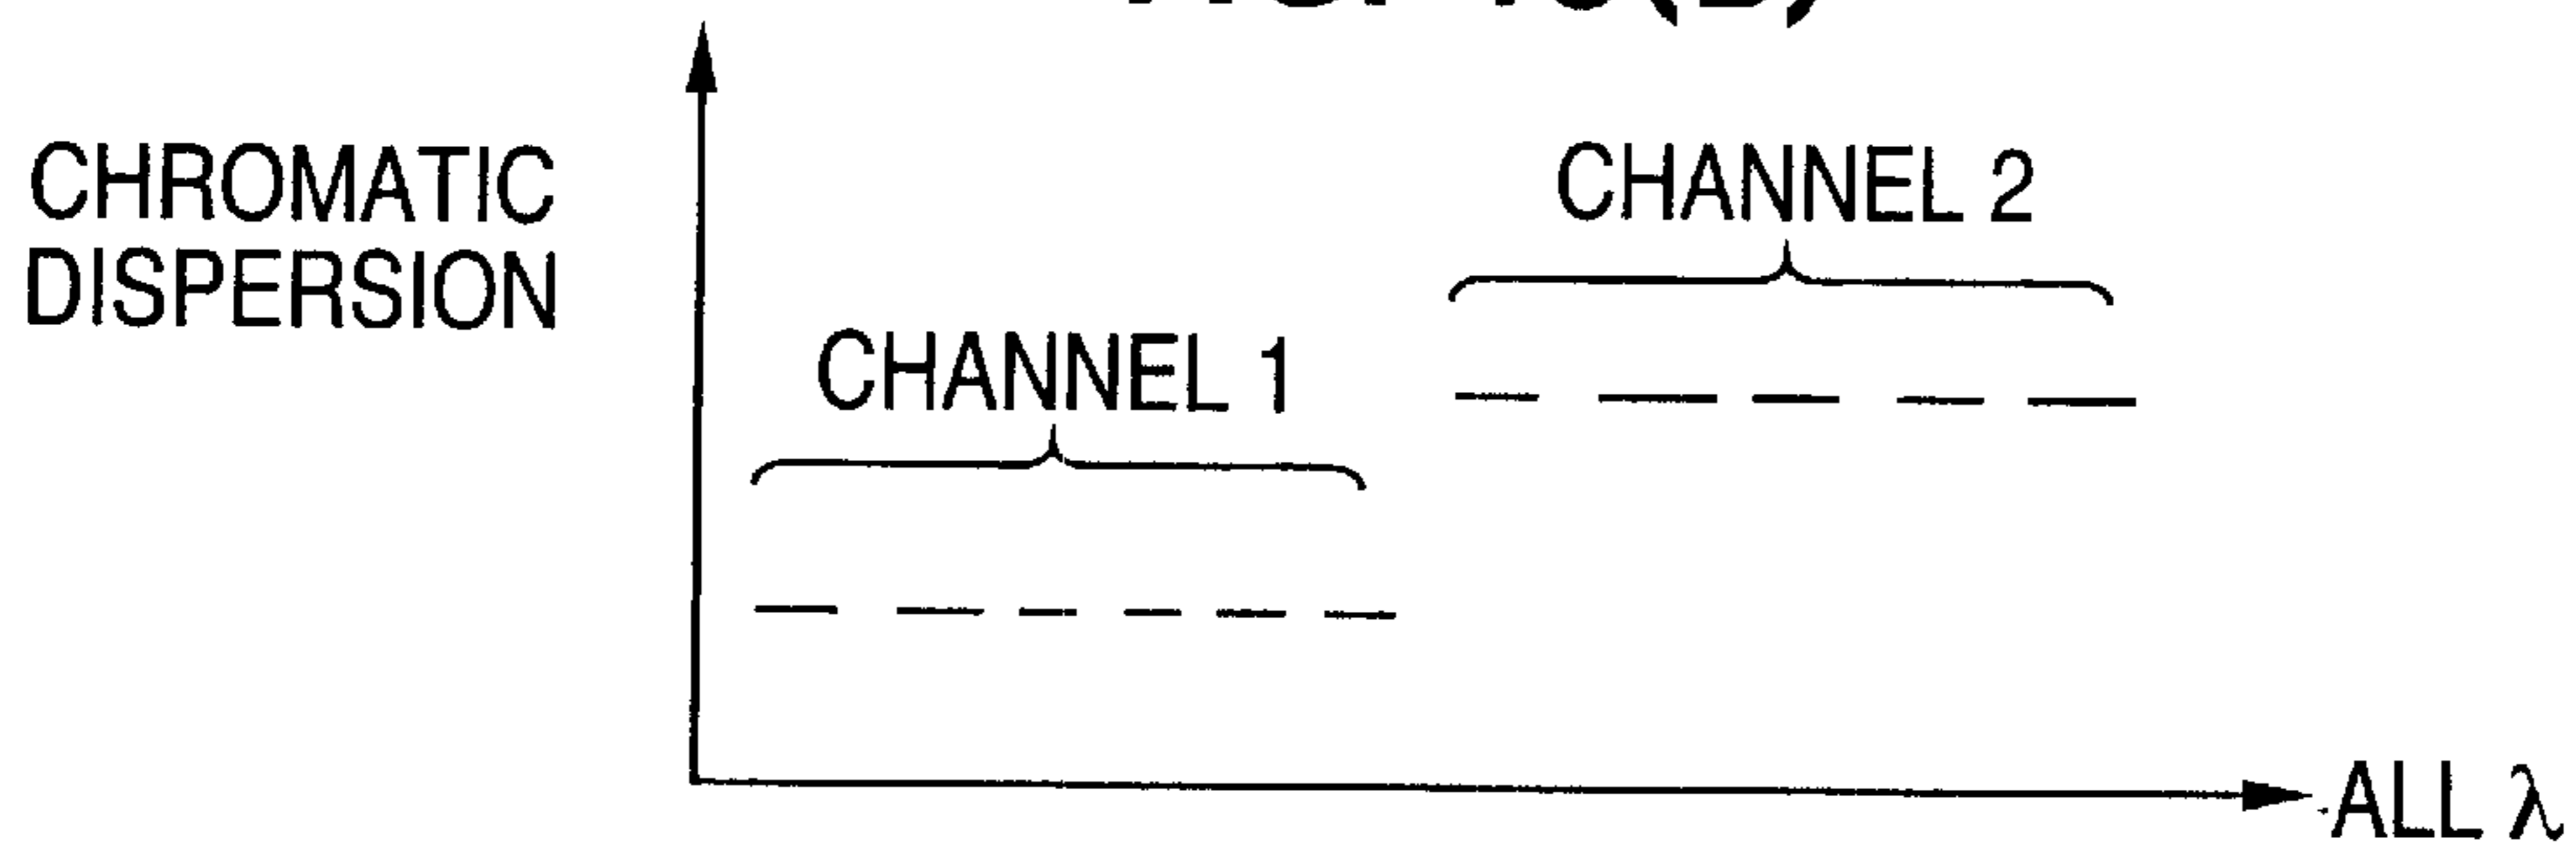 CHROMATIC
DISPERSION
CHANNEL 1
CHANNEL 2
ALL λ